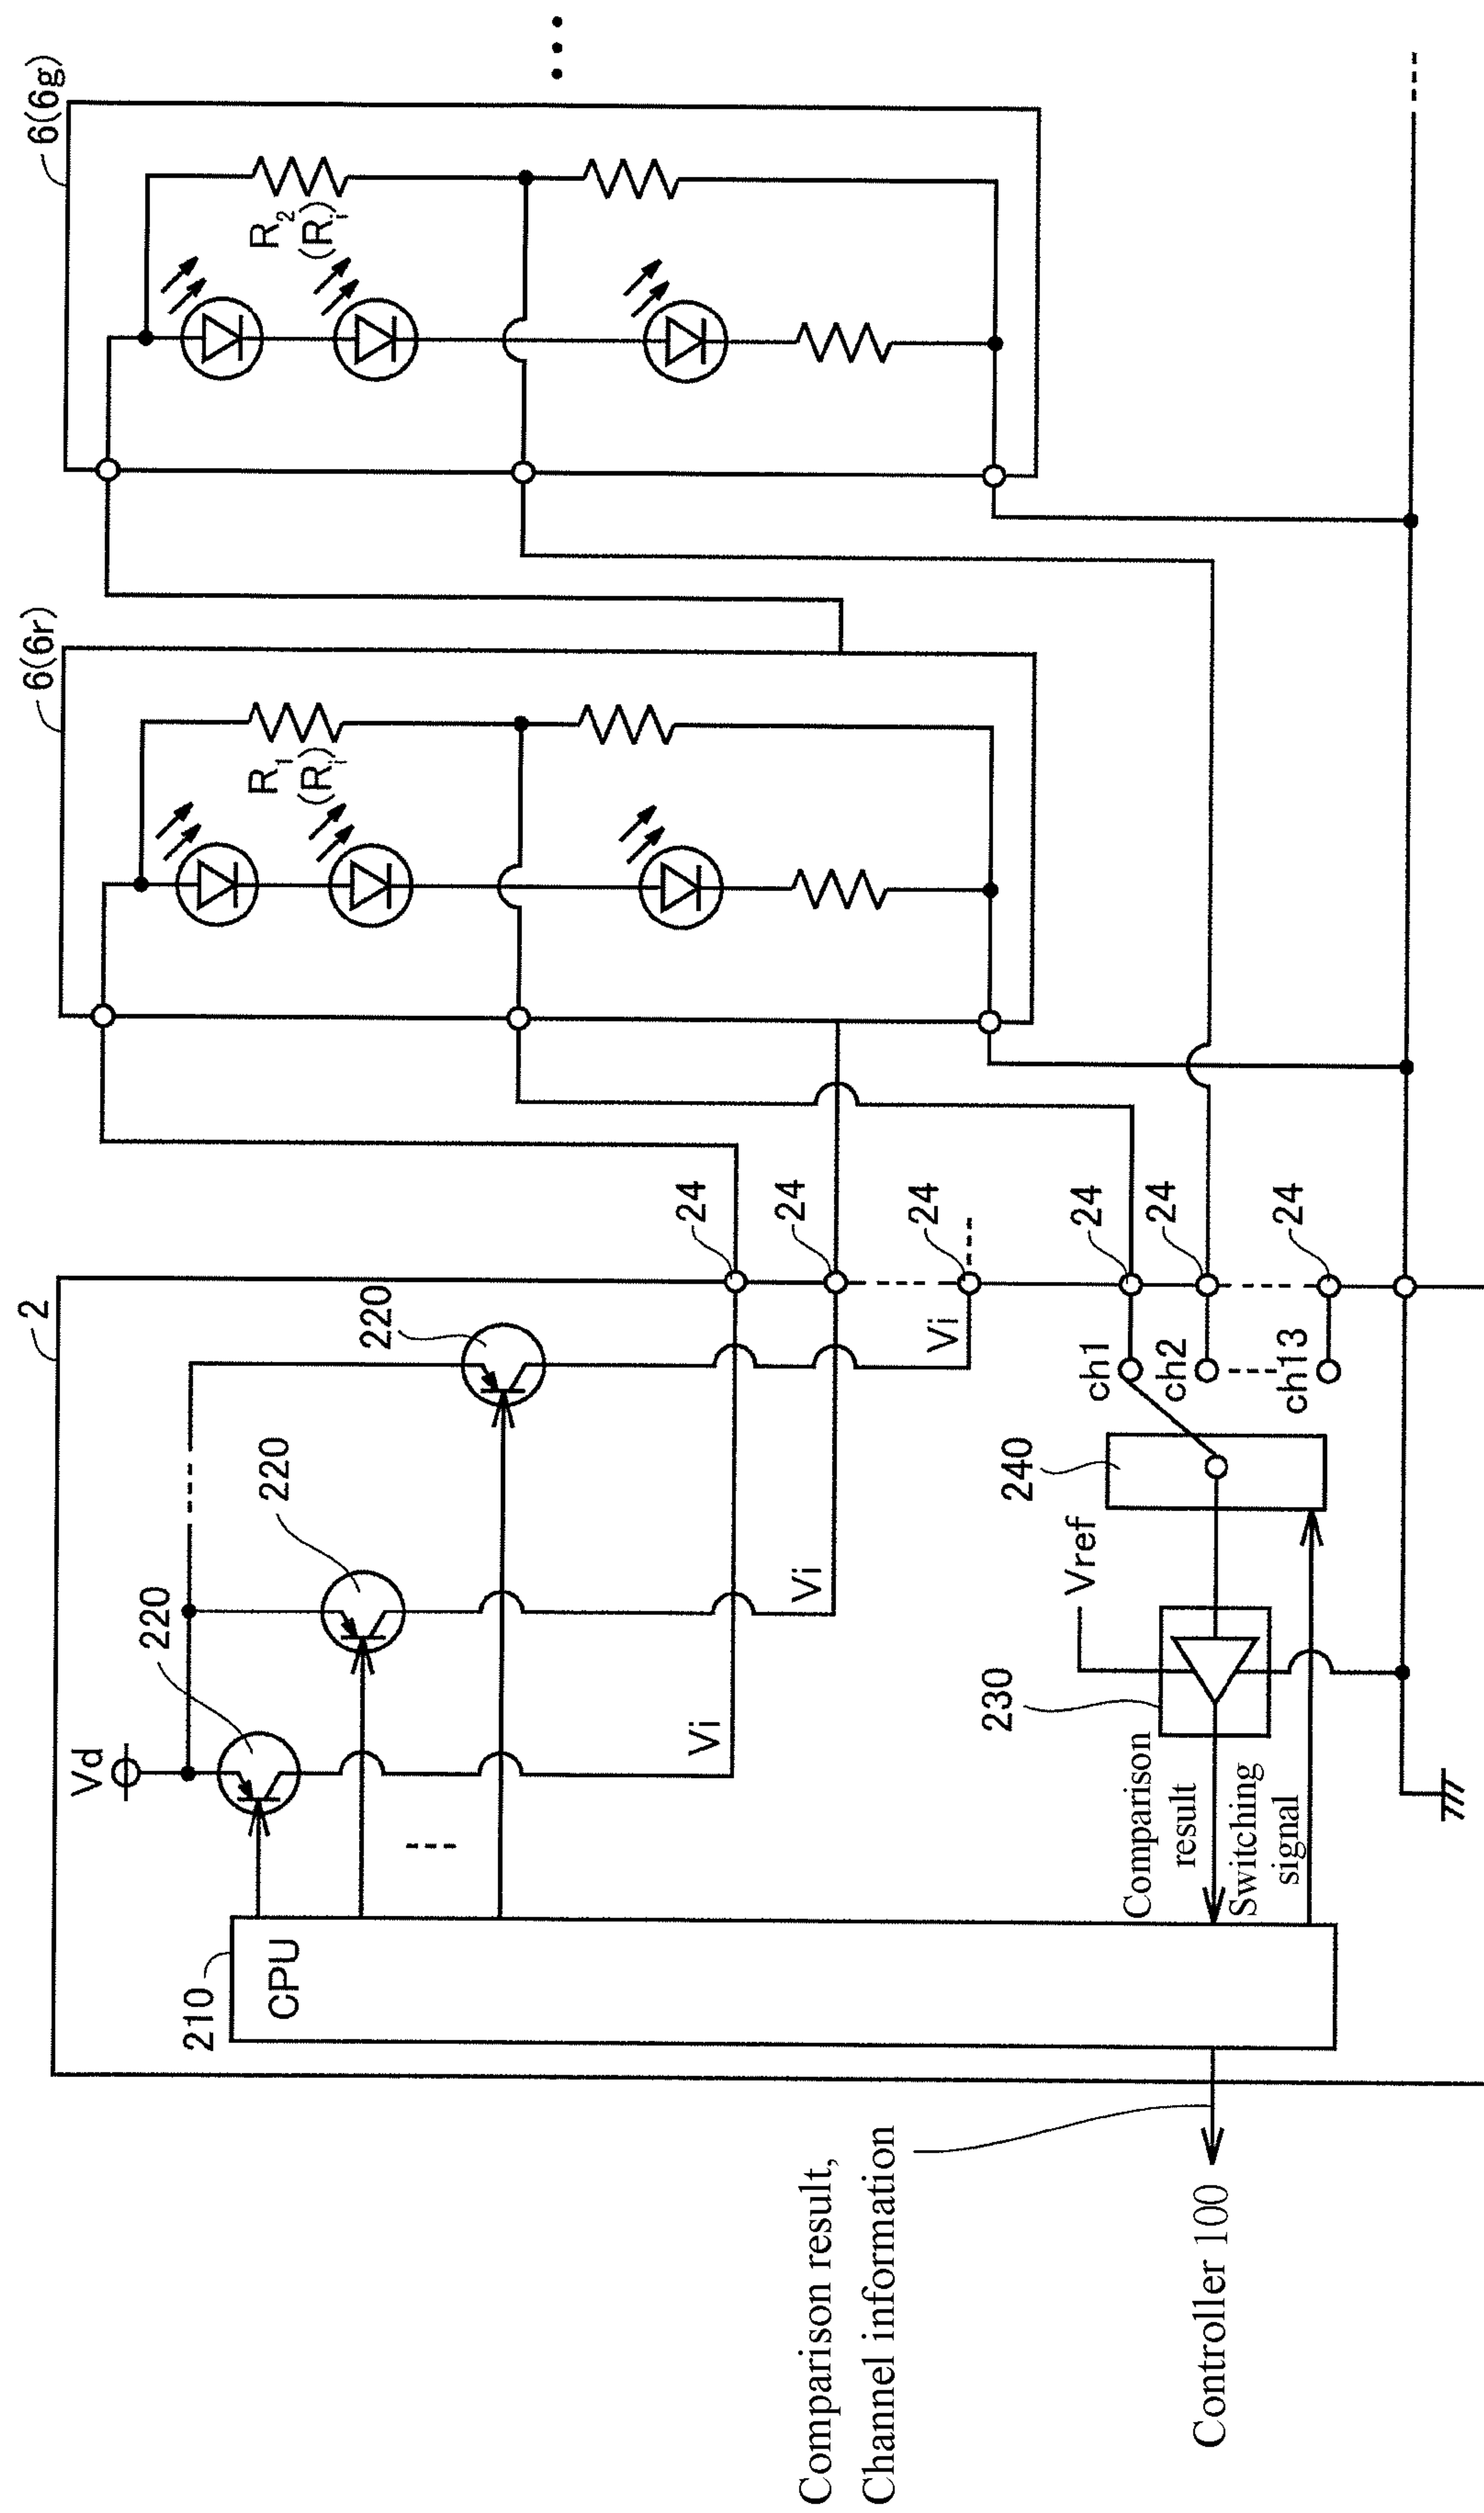 2
Vd
220
220
220
210
CPU
Vi
Vi
Vi
24
24
24
24
24
24
ch1
ch2
ch13
240
Vref
230
Comparison
result
Switching
signal
Comparison result,
Channel information
Controller 100
6(6r)
R1
(Ri)
6(6g)
R2
(Ri)